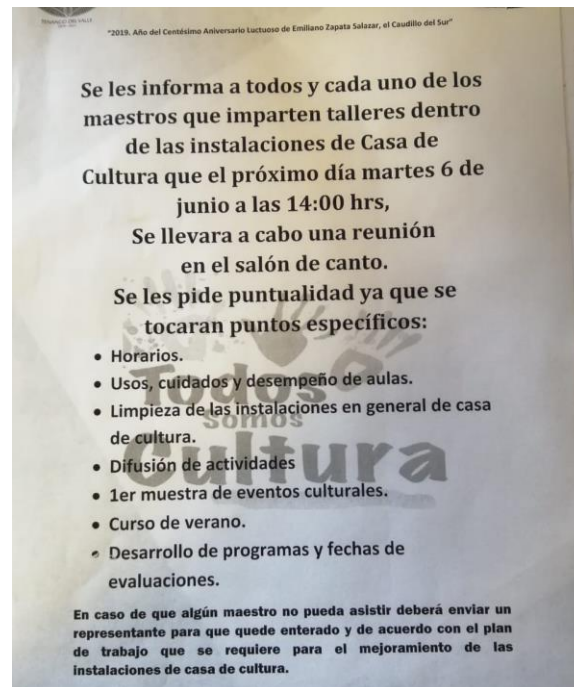 "2019, Año del Centésimo Aniversario Luctuoso de Emiliano Zapata Salazar, el Caudillo del Sur"
Se les informa a todos y cada uno de los
maestros que imparten talleres dentro
de las instalaciones de Casa de
Cultura que el próximo día martes 6 de
junio a las 14:00 hrs,
Se llevara a cabo una reunión
en el salón de canto.
Se les pide puntualidad ya que se
tocaran puntos específicos:
• Horarios.
• Usos, cuidados y desempeño de aulas.
• Limpieza de las instalaciones en general de casa
de cultura.
• Difusión de actividades
• 1er muestra de eventos culturales.
• Curso de verano.
• Desarrollo de programas y fechas de
evaluaciones.
Todos
somos
Cultura
En caso de que algún maestro no pueda asistir deberá enviar un
representante para que quede enterado y de acuerdo con el plan
de trabajo que se requiere para el mejoramiento de las
instalaciones de casa de cultura.